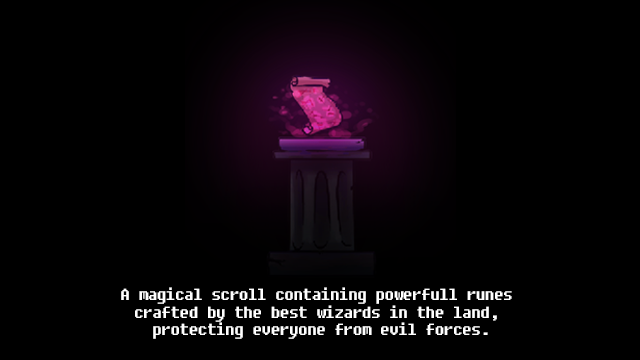 A magical scroll containing powerfull runes
crafted by the best wizards in the land,
protecting everyone from evil forces.